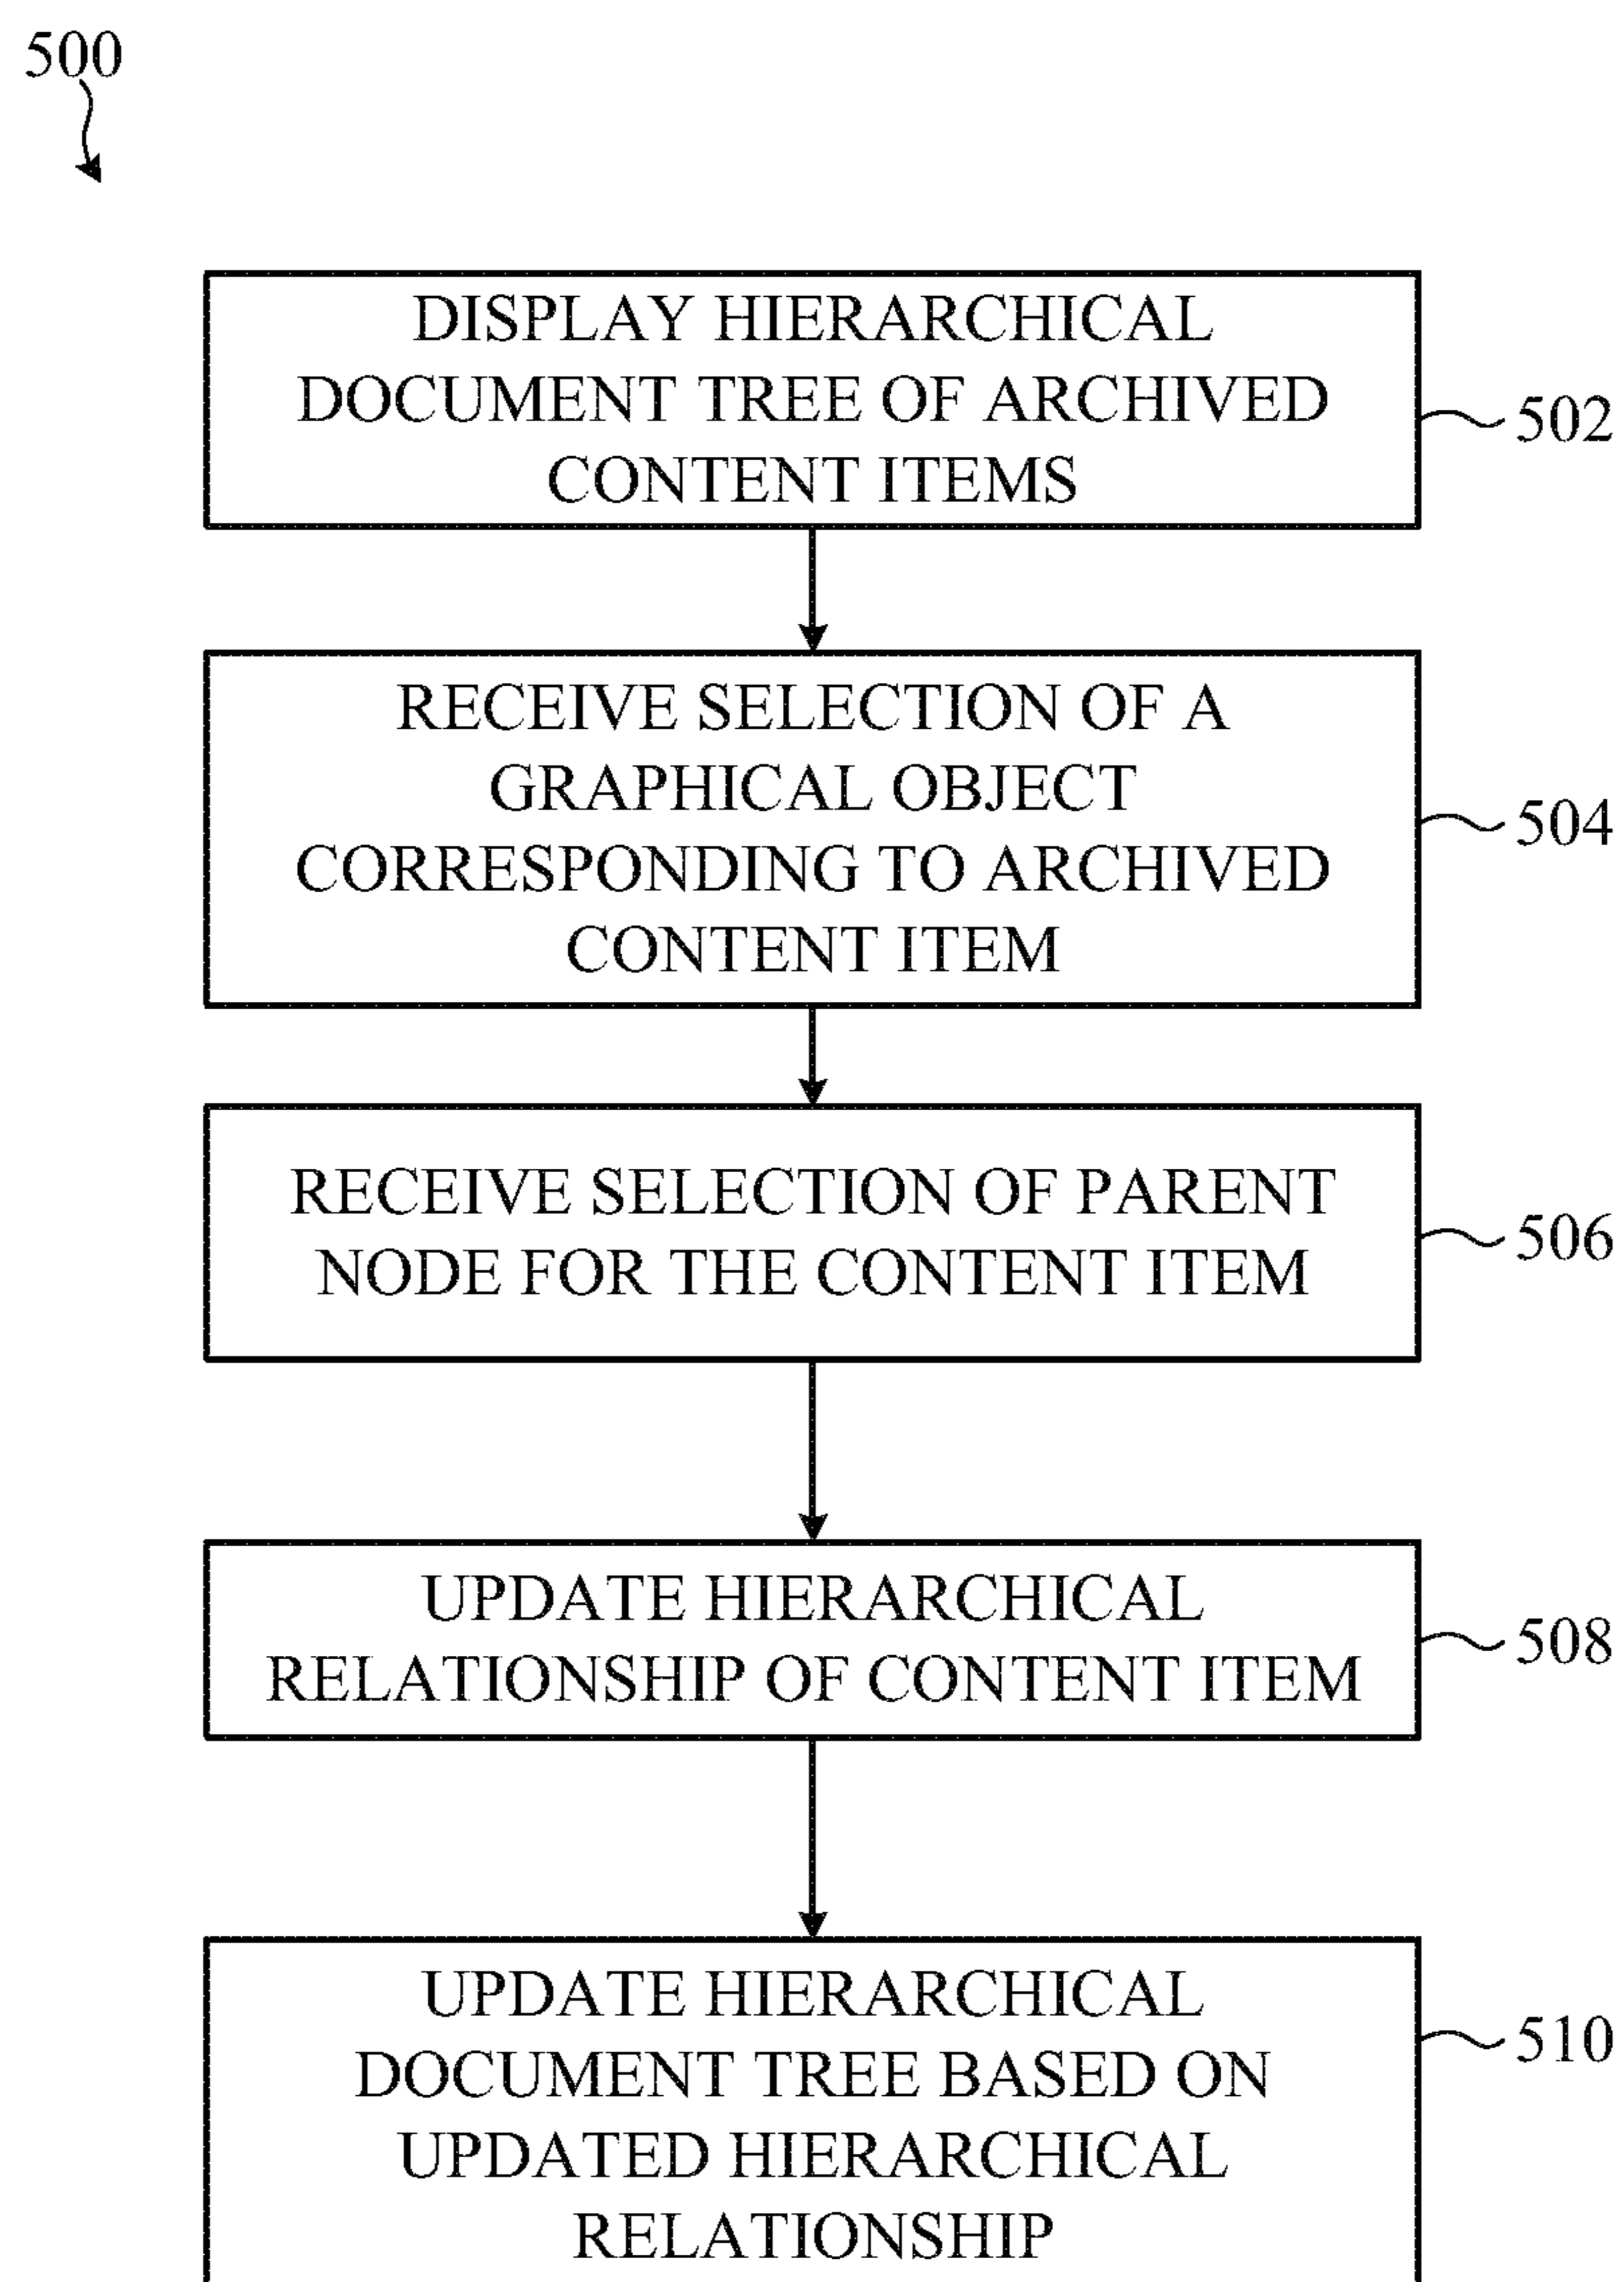 500
DISPLAY HIERARCHICAL
DOCUMENT TREE OF ARCHIVED
CONTENT ITEMS
502
RECEIVE SELECTION OF A
GRAPHICAL OBJECT
CORRESPONDING TO ARCHIVED
CONTENT ITEM
504
RECEIVE SELECTION OF PARENT
NODE FOR THE CONTENT ITEM
506
UPDATE HIERARCHICAL
RELATIONSHIP OF CONTENT ITEM
508
UPDATE HIERARCHICAL
DOCUMENT TREE BASED ON
UPDATED HIERARCHICAL
RELATIONSHIP
510